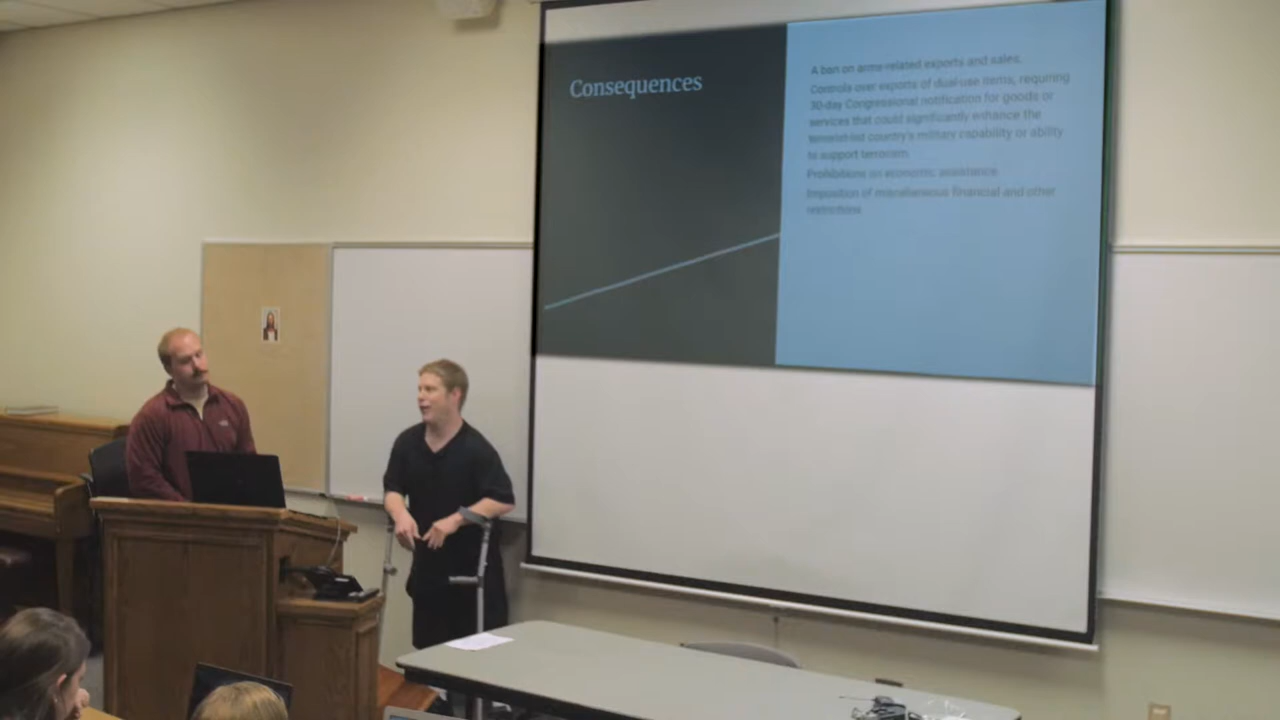 Consequences
A ban on arms-related exports and sales.
Controls over exports of dual-use items, requiring
30-day Congressional notification for goods or
services that could significantly enhance the
terrorist-list country's military capability or ability
to support terrorism.
Prohibitions on economic assistance.
Imposition of miscellaneous financial and other
restrictions.